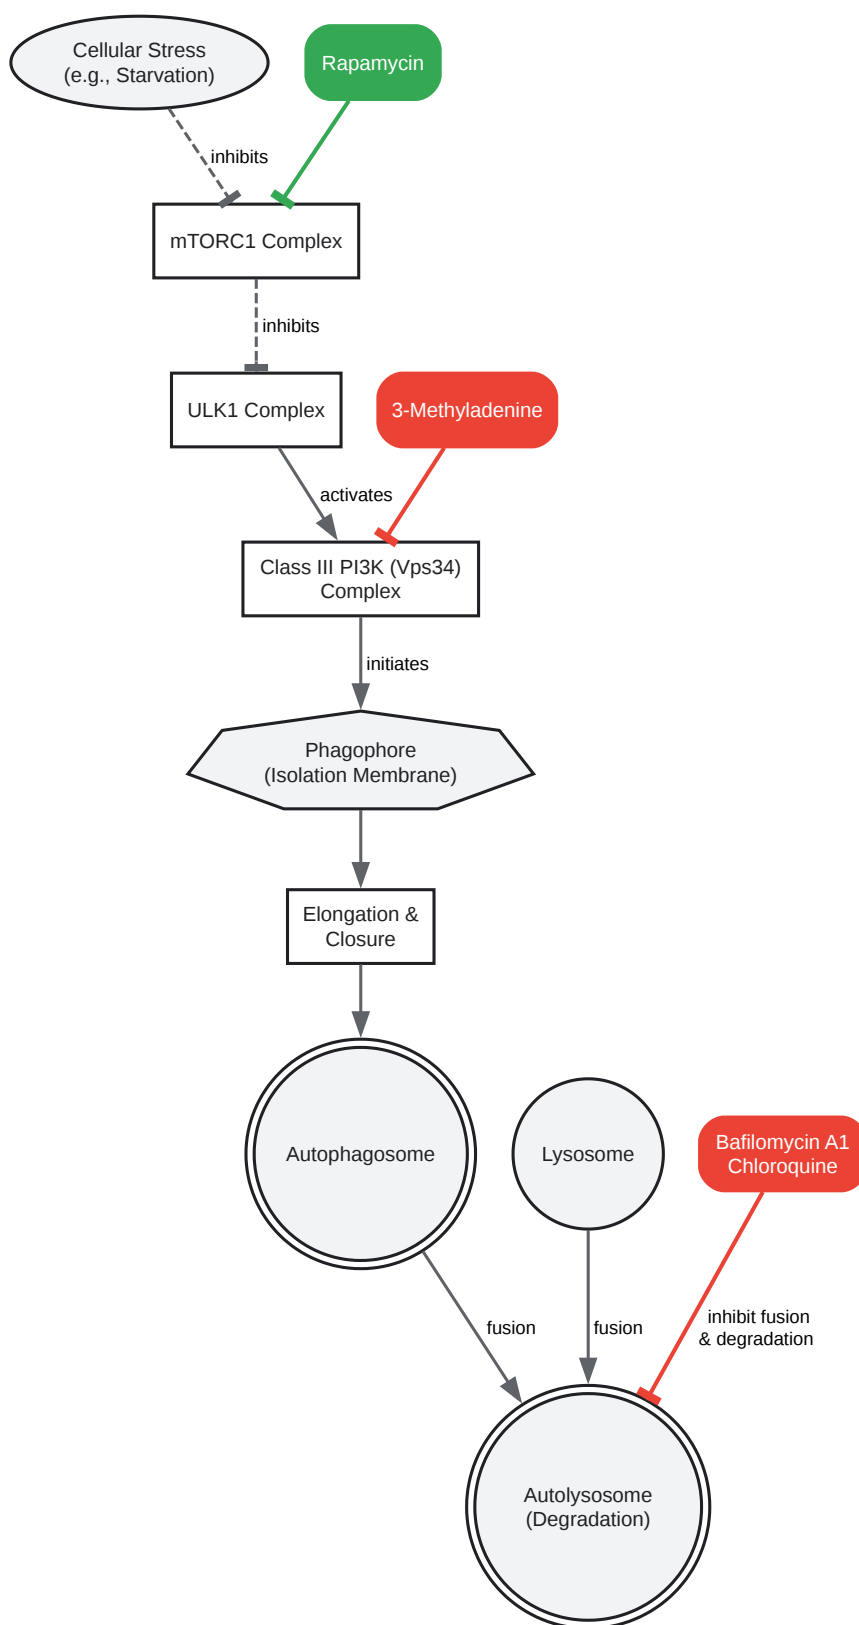 Cellular Stress
(e.g., Starvation)
Rapamycin
inhibits
mTORC1 Complex
inhibits
ULK1 Complex
3-Methyladenine
activates
Class III PI3K (Vps34)
Complex
initiates
Phagophore
(Isolation Membrane)
Elongation &
Closure
Autophagosome
Lysosome
Bafilomycin A1
Chloroquine
fusion
fusion
inhibit fusion
& degradation
Autolysosome
(Degradation)